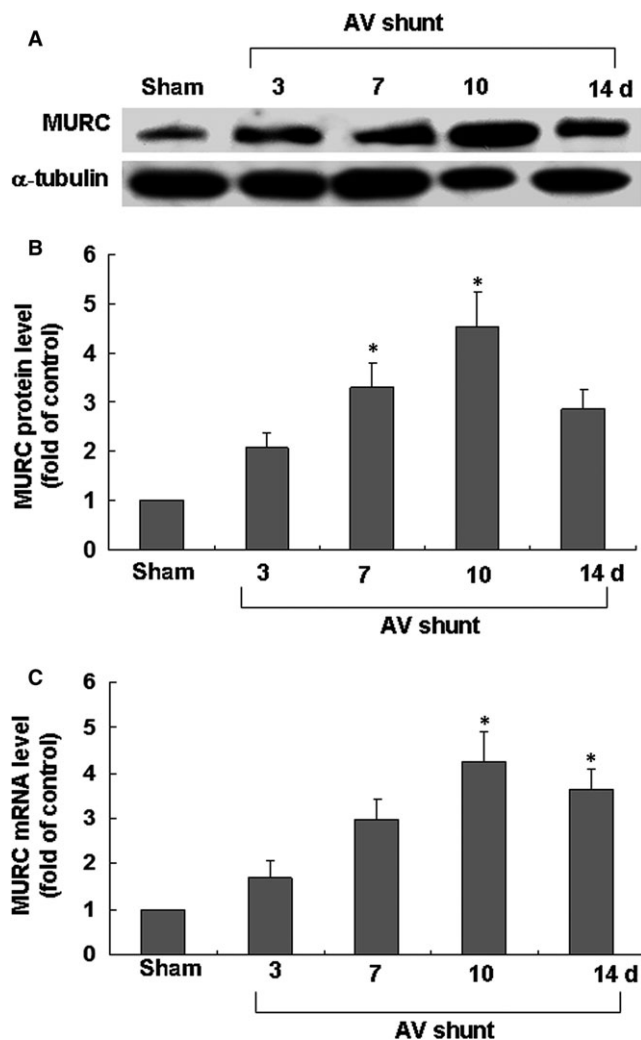 A
AV shunt
Sham 3 7 10 14 d
MURC
α-tubulin
B
MURC protein level
(fold of control)
6
5
4
3
2
1
0
* *
Sham 3 7 10 14 d
AV shunt
C
MURC mRNA level
(fold of control)
6
5
4
3
2
1
0
* *
Sham 3 7 10 14 d
AV shunt